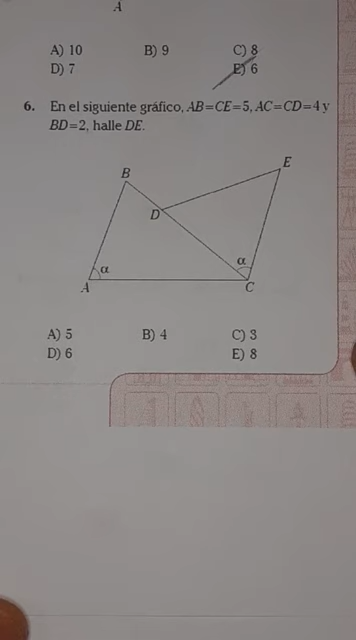 A
A) 10 B) 9 C) 8
D) 7 E) 6
6. En el siguiente gráfico, AB=CE=5, AC=CD=4 y
BD=2, halle DE.
E
B
D
α α
A C
A) 5 B) 4 C) 3
D) 6 E) 8